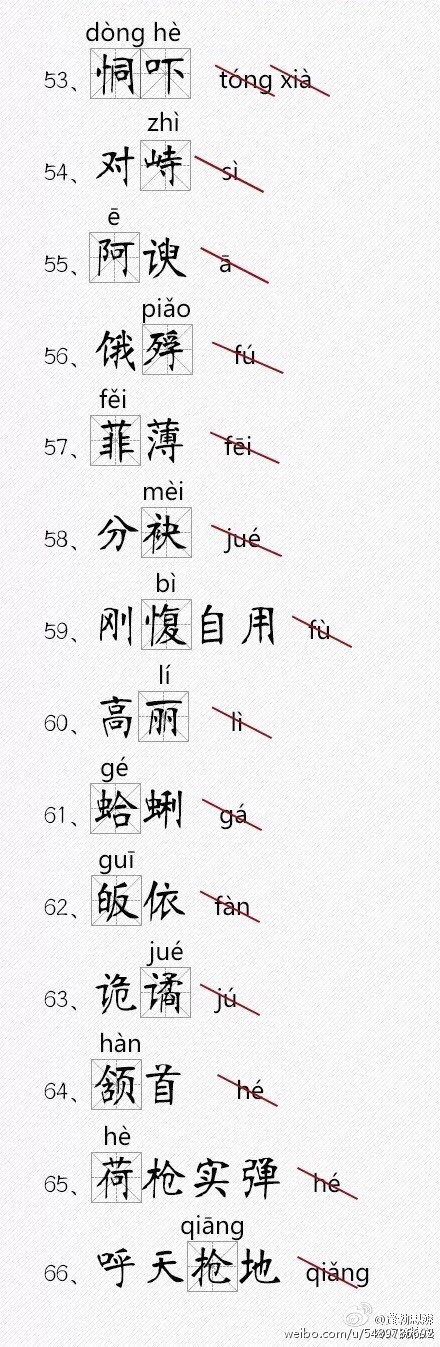 dòng hè
53、恫吓 tóng xià
zhì
54、对峙 sì
ē
55、阿谀 ā
piǎo
56、饿殍 fú
fěi
57、菲薄 fēi
mèi
58、分袂 jué
bì
59、刚愎自用 fù
lí
60、高丽 lì
gé
61、蛤蜊 gá
guī
62、皈依 fàn
jué
63、诡谲 jú
hàn
64、颔首 hé
hè
65、荷枪实弹 hé
qiāng
66、呼天抢地 qiǎng